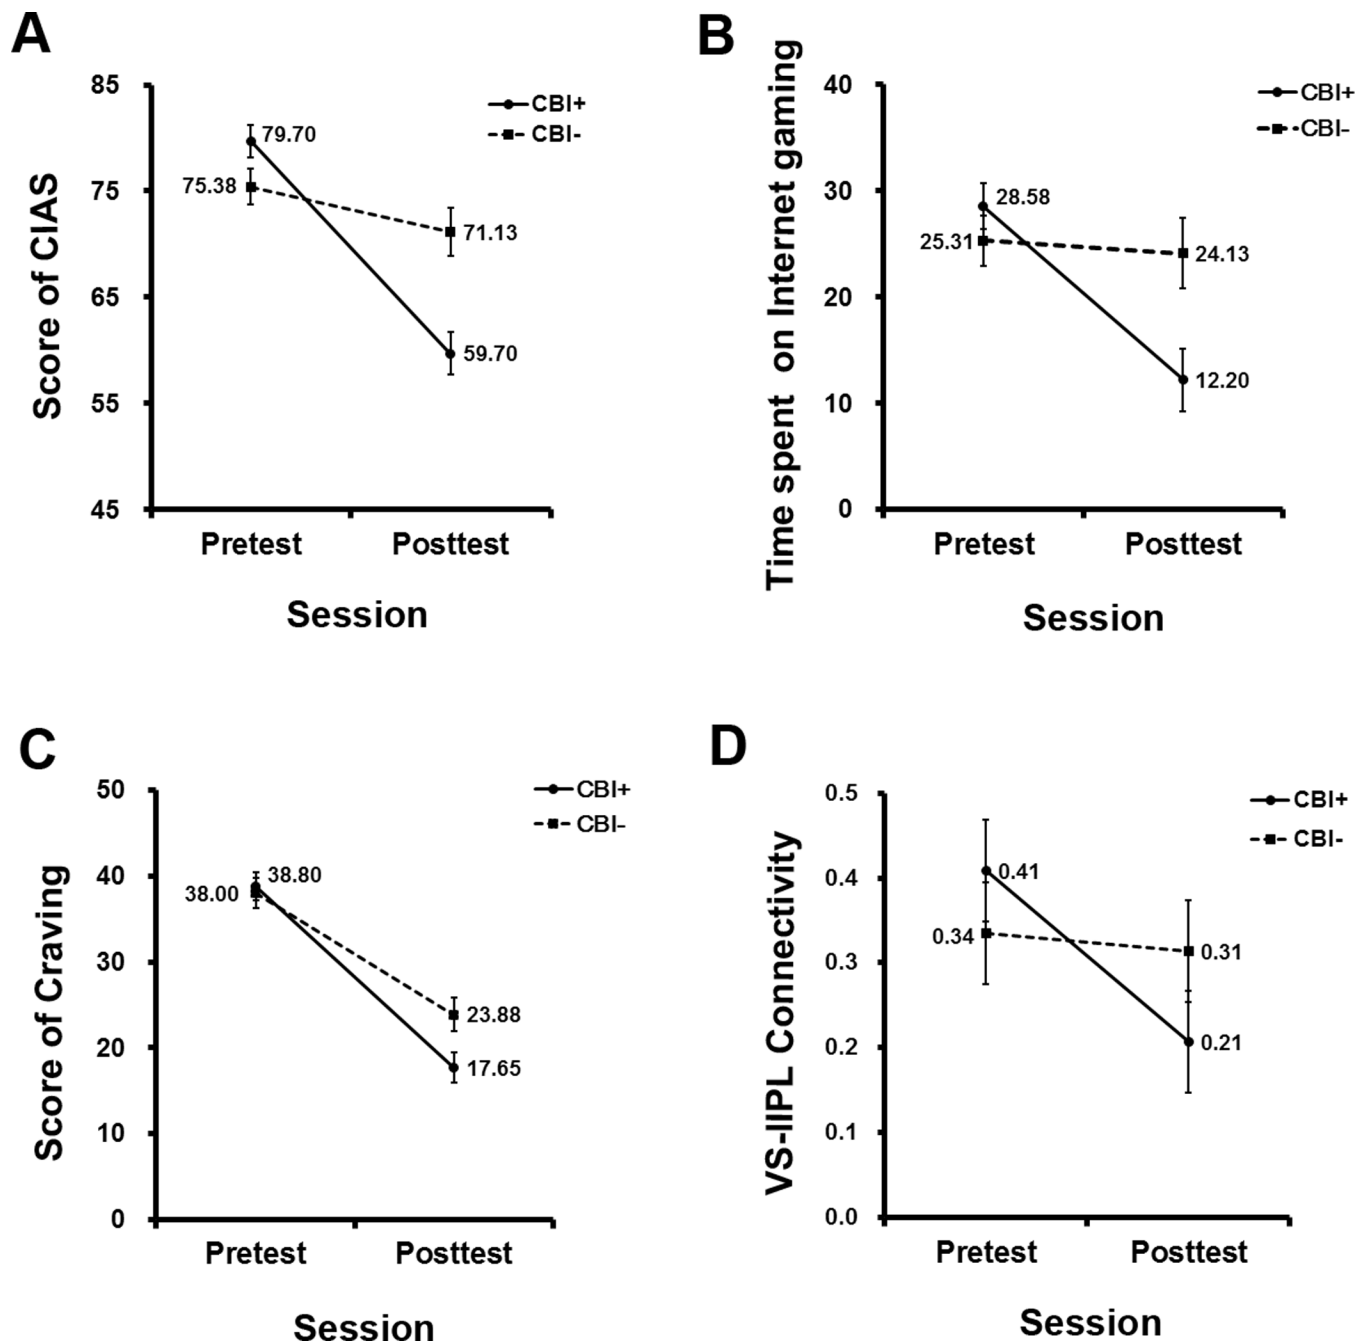 A
Score of CIAS
85
75
65
55
45
CBI+
CBI-
79.70
75.38
71.13
59.70
Pretest
Posttest
Session
B
Time spent on Internet gaming
40
30
20
10
0
CBI+
CBI-
28.58
25.31
24.13
12.20
Pretest
Posttest
Session
C
Score of Craving
50
40
30
20
10
0
CBI+
CBI-
38.80
38.00
23.88
17.65
Pretest
Posttest
Session
D
VS-lIPL Connectivity
0.5
0.4
0.3
0.2
0.1
0.0
CBI+
CBI-
0.41
0.34
0.31
0.21
Pretest
Posttest
Session